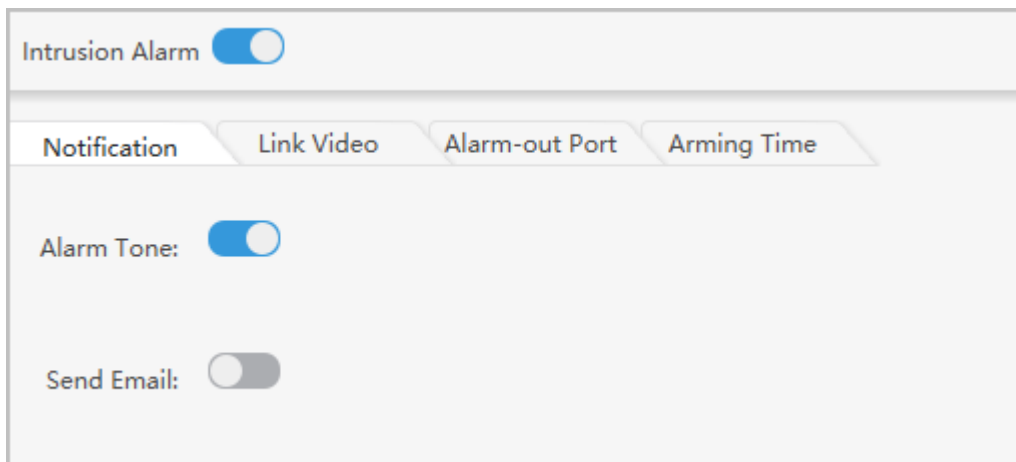 Intrusion Alarm
Notification Link Video Alarm-out Port Arming Time
Alarm Tone:
Send Email: